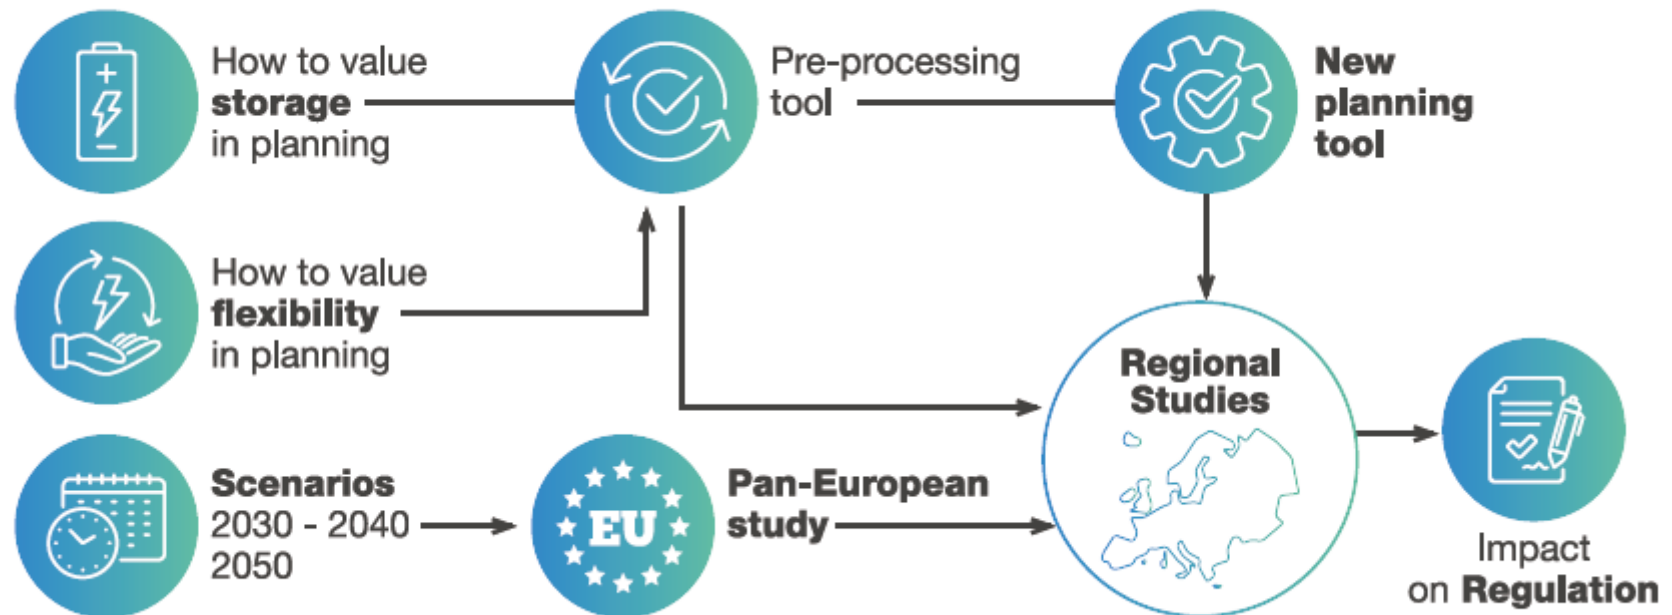 How to value
storage
in planning
Pre-processing
tool
New
planning
tool
How to value
flexibility
in planning
Regional
Studies
Scenarios
2030 - 2040
2050
EU
Pan-European
study
Impact
on Regulation